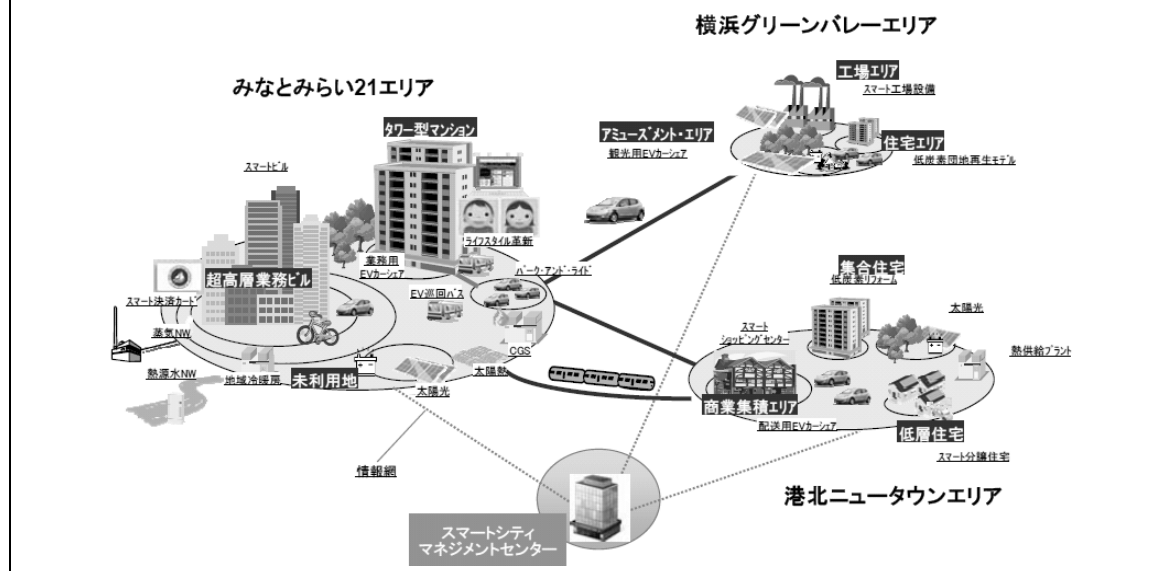 横浜グリーンバレーエリア
工場エリア
スマート工場設備
住宅エリア
低炭素団地再生モデル
アミューズメント・エリア
観光用EVカーシェア
みなとみらい21エリア
タワー型マンション
スマートビル
ライフスタイル革新
業務用
EVカーシェア
パーク・アンド・ライド
超高層業務ビル
スマート決済カード
EV巡回バス
蒸気NW
CGS
熱源水NW
地域冷暖房
未利用地
太陽光
太陽熱
集合住宅
低炭素リフォーム
太陽光
スマート
ショッピングセンター
熱供給プラント
商業集積エリア
配送用EVカーシェア
低層住宅
スマート分譲住宅
港北ニュータウンエリア
情報網
スマートシティ
マネジメントセンター